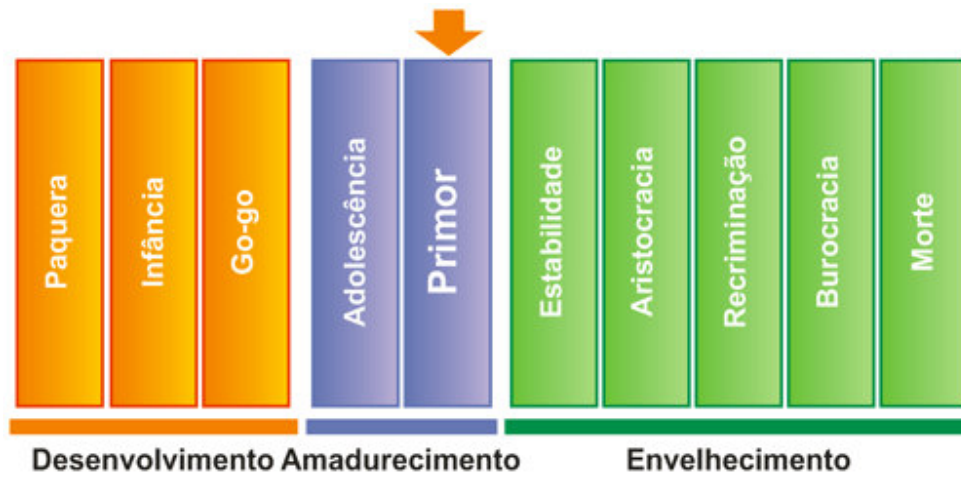 Paquera
Infância
Go-go
Adolescência
Primor
Estabilidade
Aristocracia
Recriminação
Burocracia
Morte
Desenvolvimento
Amadurecimento
Envelhecimento